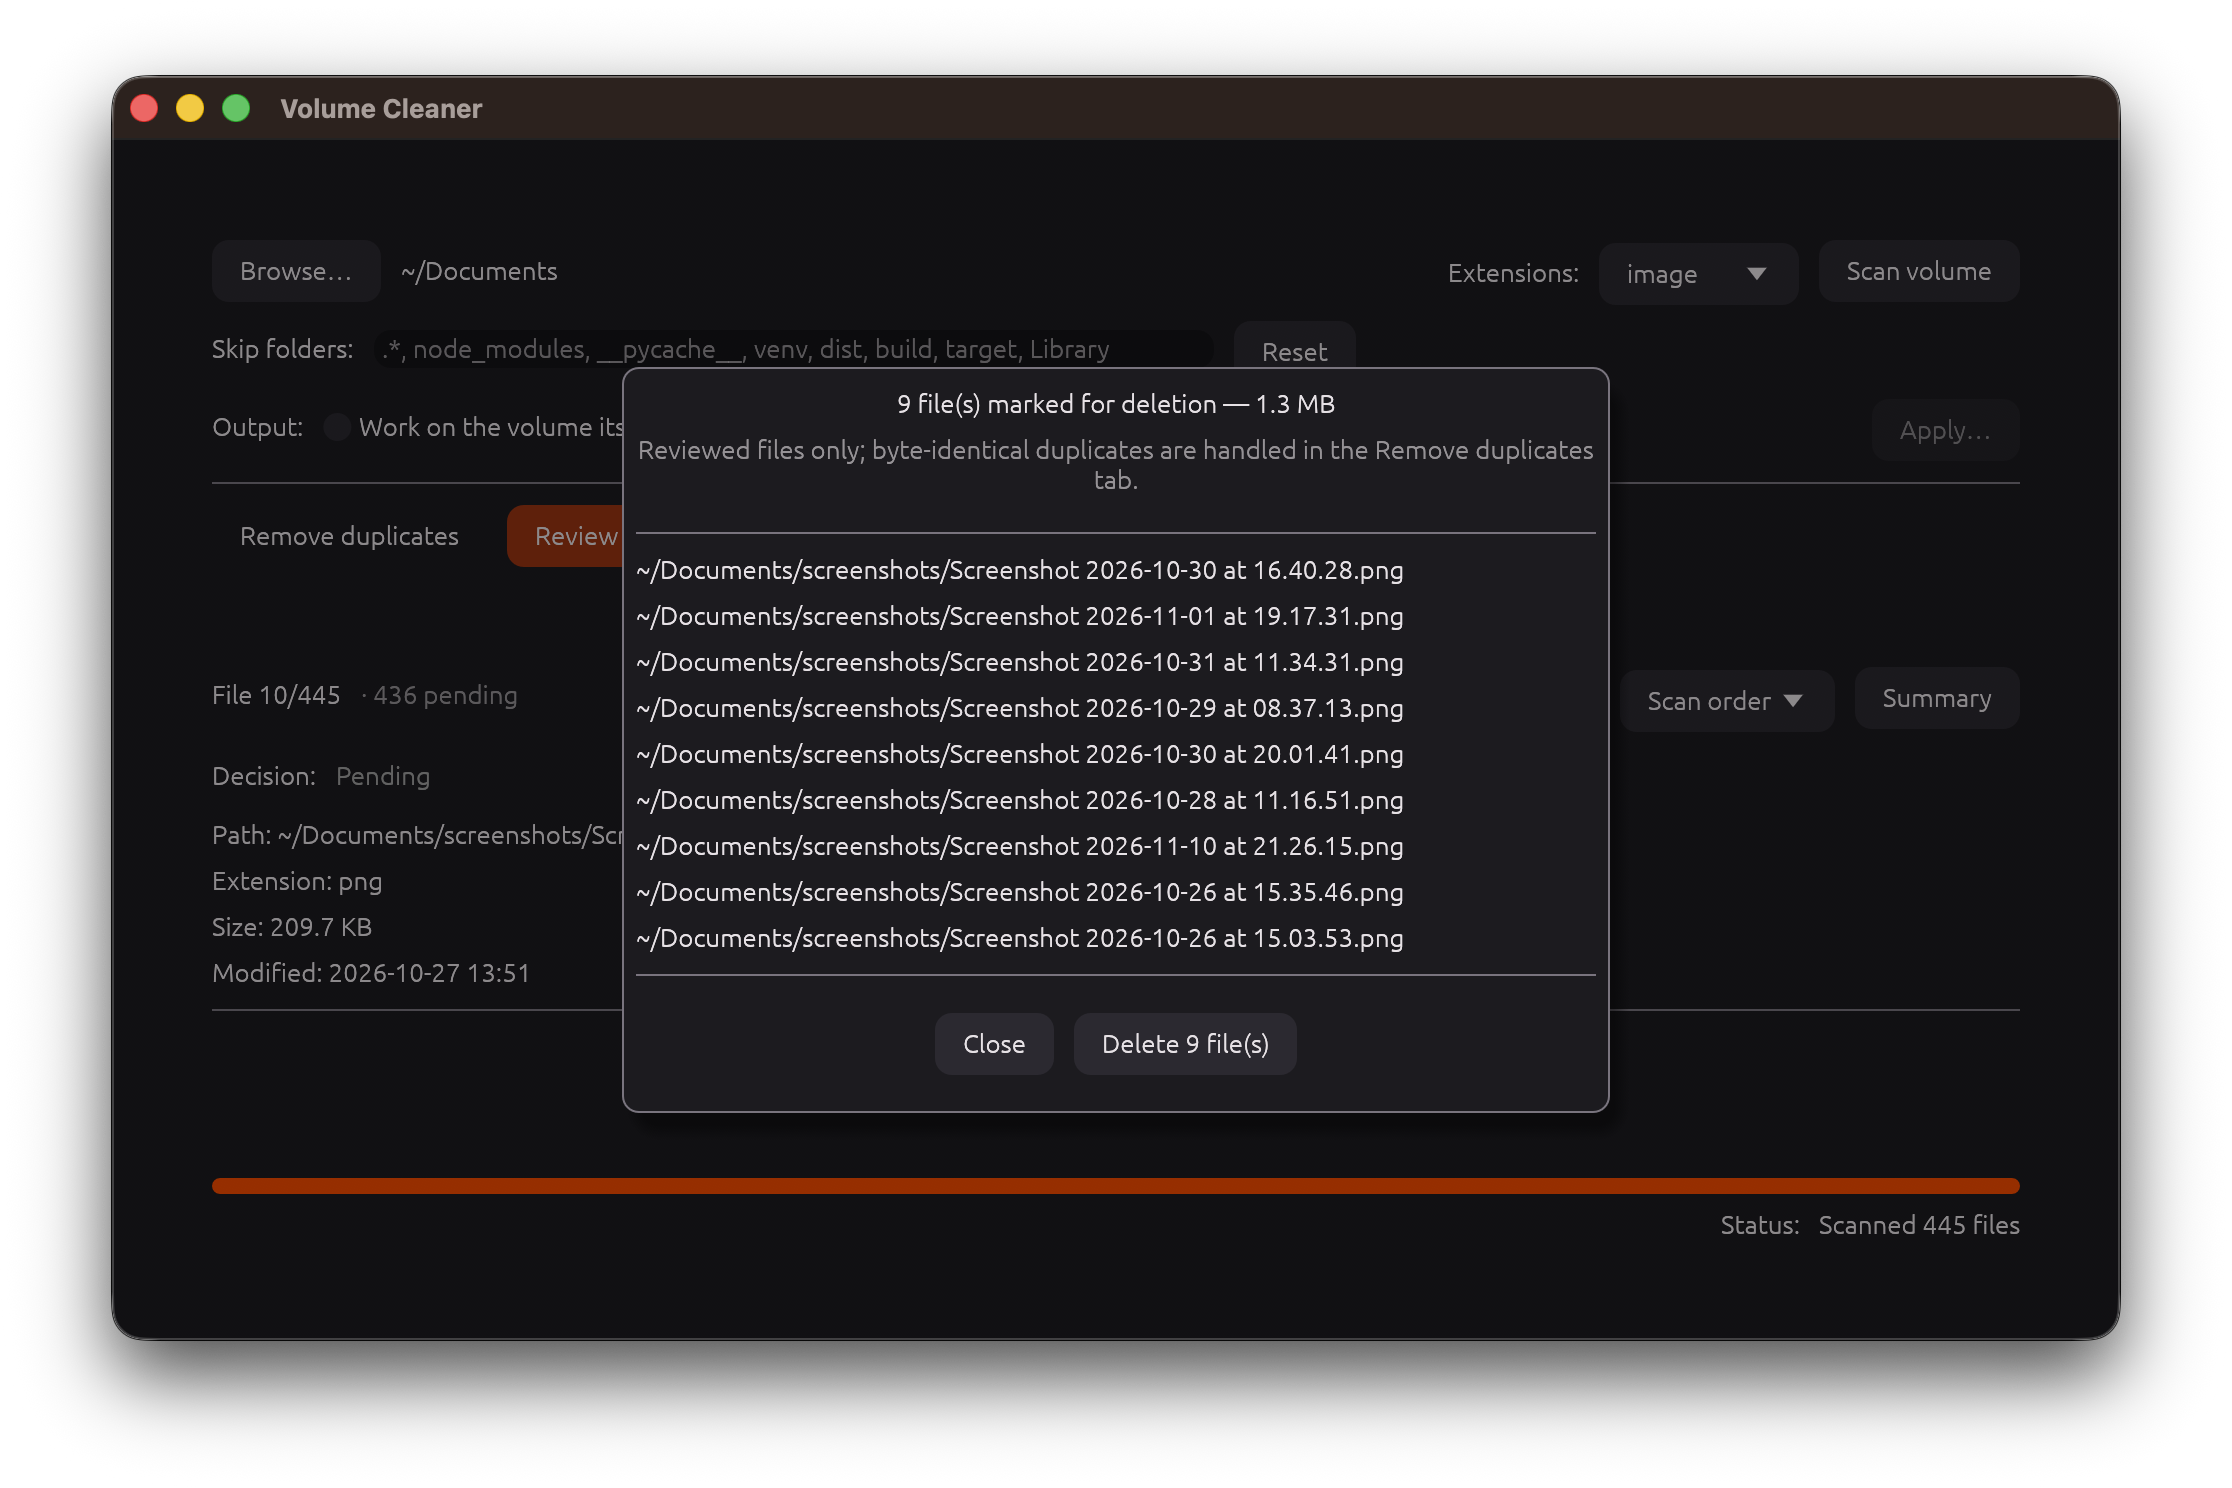 Volume Cleaner
Browse… ~/Documents Extensions: image Scan volume
Skip folders: .*, node_modules, __pycache__, venv, dist, build, target, Library Reset
Output: Work on the volume its Apply…
Remove duplicates Review
File 10/445 · 436 pending Scan order Summary
Decision: Pending
Path: ~/Documents/screenshots/Scr
Extension: png
Size: 209.7 KB
Modified: 2026-10-27 13:51
9 file(s) marked for deletion — 1.3 MB
Reviewed files only; byte-identical duplicates are handled in the Remove duplicates
tab.
~/Documents/screenshots/Screenshot 2026-10-30 at 16.40.28.png
~/Documents/screenshots/Screenshot 2026-11-01 at 19.17.31.png
~/Documents/screenshots/Screenshot 2026-10-31 at 11.34.31.png
~/Documents/screenshots/Screenshot 2026-10-29 at 08.37.13.png
~/Documents/screenshots/Screenshot 2026-10-30 at 20.01.41.png
~/Documents/screenshots/Screenshot 2026-10-28 at 11.16.51.png
~/Documents/screenshots/Screenshot 2026-11-10 at 21.26.15.png
~/Documents/screenshots/Screenshot 2026-10-26 at 15.35.46.png
~/Documents/screenshots/Screenshot 2026-10-26 at 15.03.53.png
Close Delete 9 file(s)
Status: Scanned 445 files